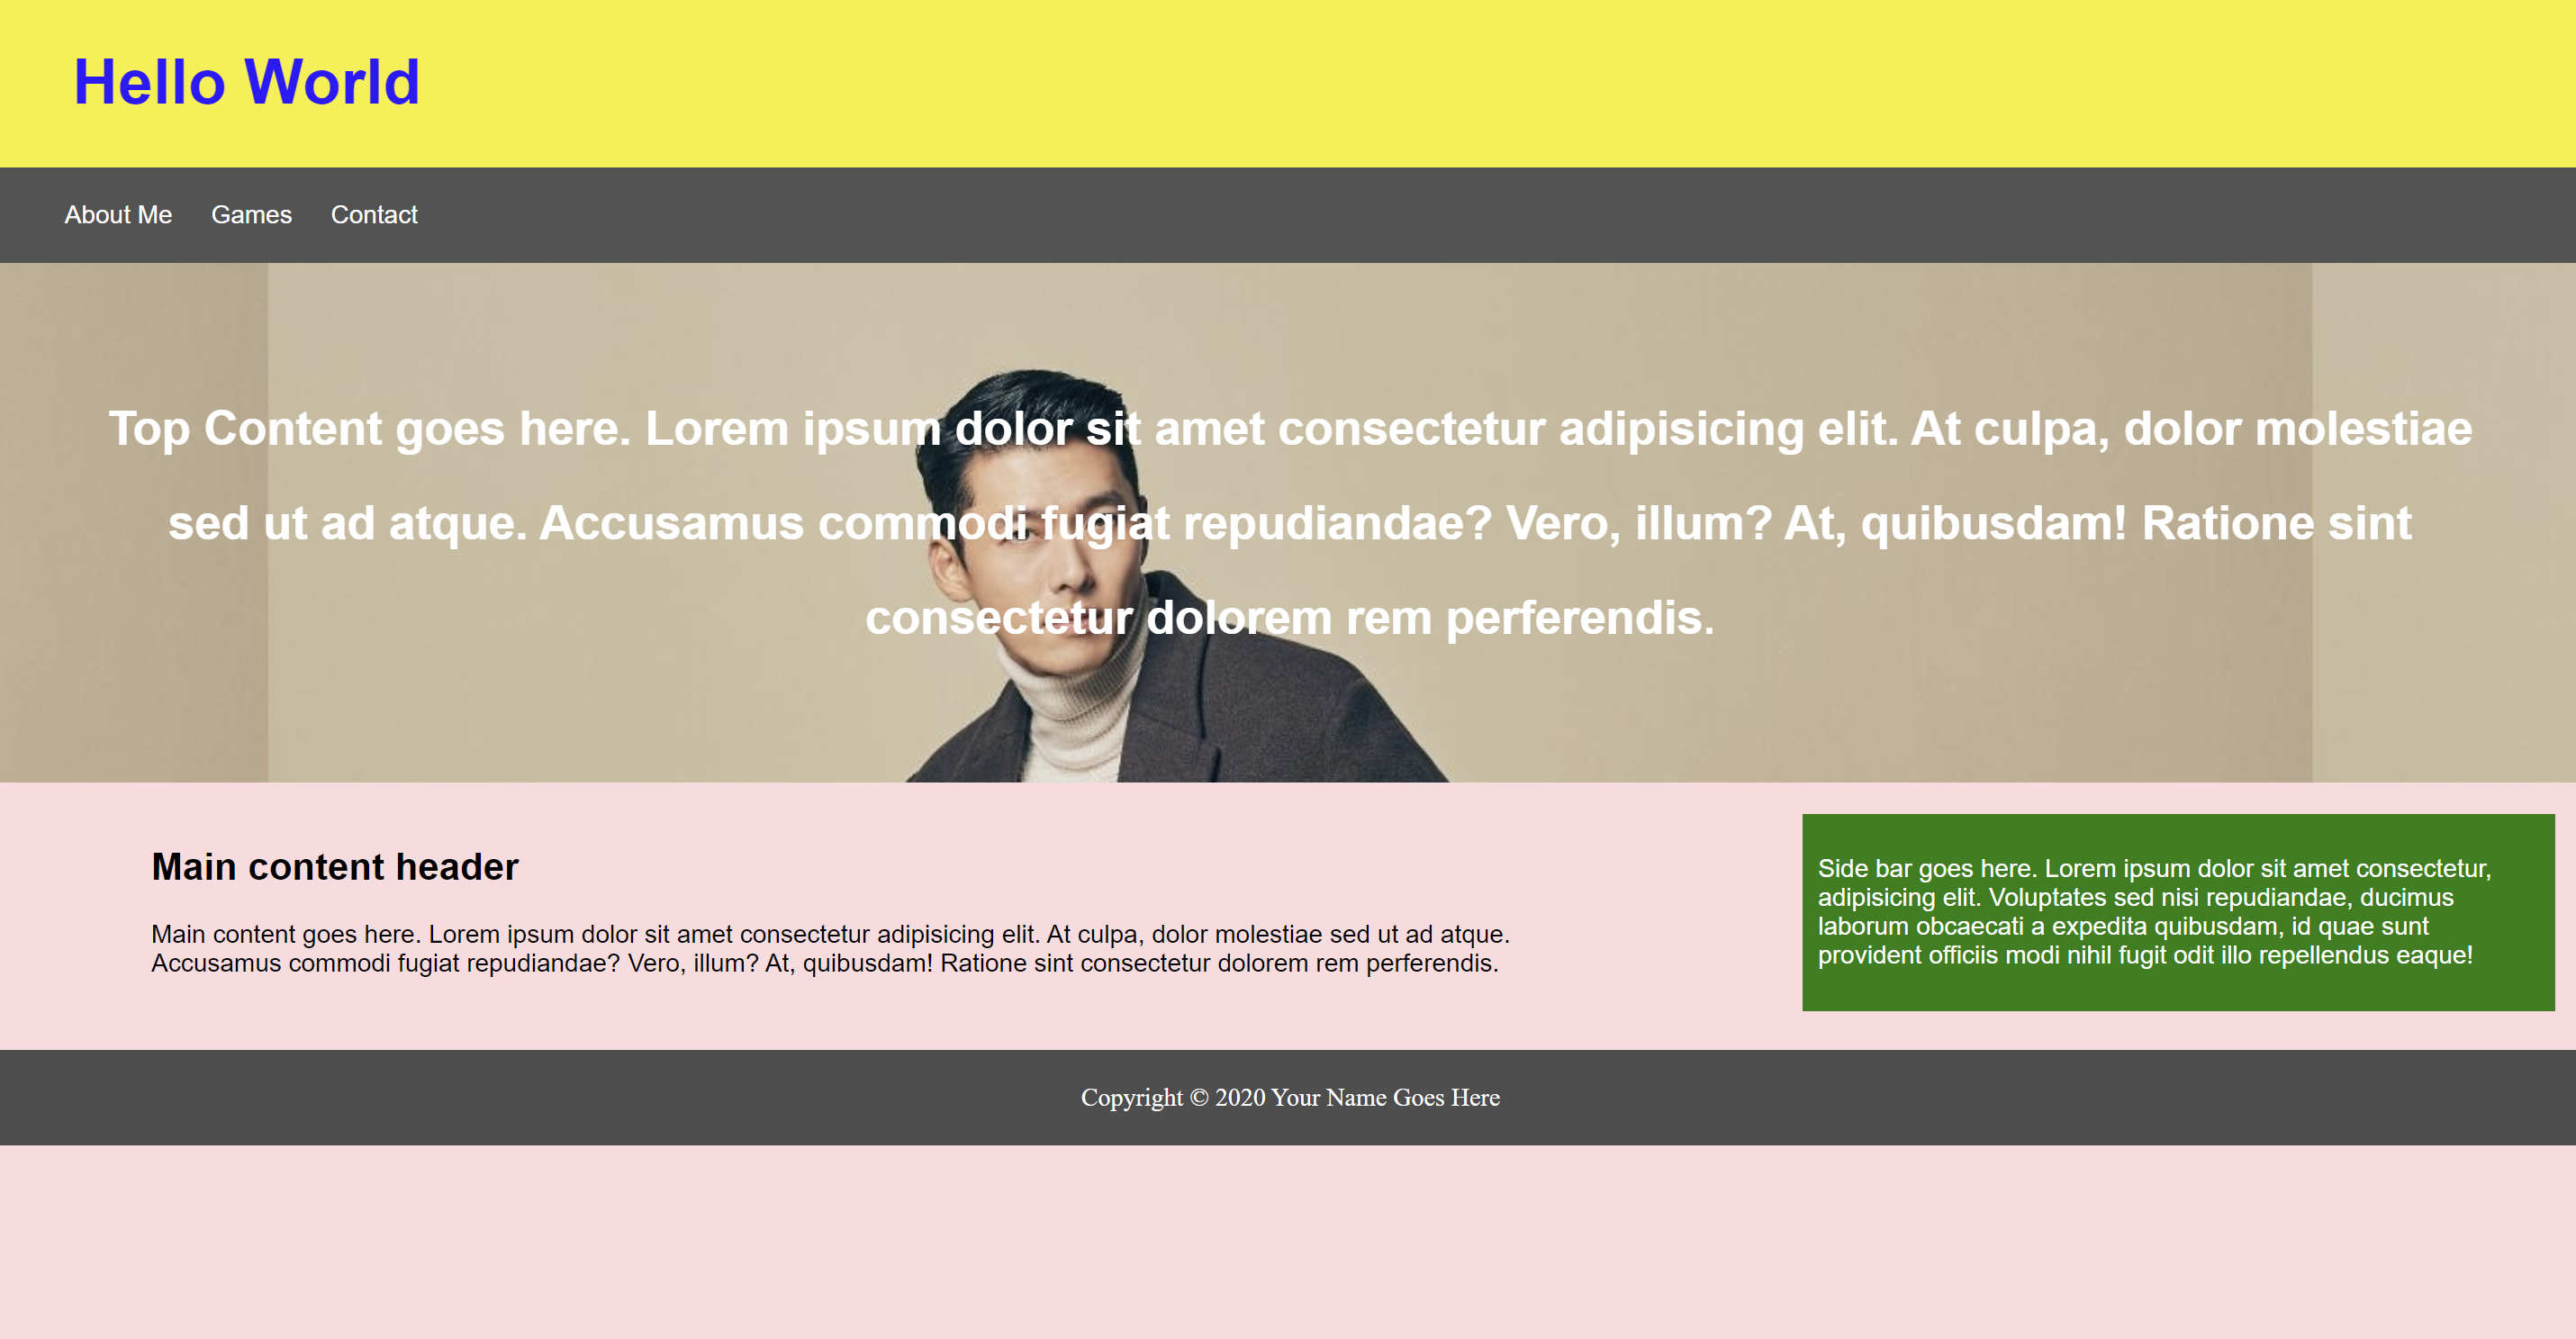 Hello World
About Me Games Contact
Top Content goes here. Lorem ipsum dolor sit amet consectetur adipisicing elit. At culpa, dolor molestiae
sed ut ad atque. Accusamus commodi fugiat repudiandae? Vero, illum? At, quibusdam! Ratione sint
consectetur dolorem rem perferendis.
Main content header
Main content goes here. Lorem ipsum dolor sit amet consectetur adipisicing elit. At culpa, dolor molestiae sed ut ad atque.
Accusamus commodi fugiat repudiandae? Vero, illum? At, quibusdam! Ratione sint consectetur dolorem rem perferendis.
Side bar goes here. Lorem ipsum dolor sit amet consectetur,
adipisicing elit. Voluptates sed nisi repudiandae, ducimus
laborum obcaecati a expedita quibusdam, id quae sunt
provident officiis modi nihil fugit odit illo repellendus eaque!
Copyright © 2020 Your Name Goes Here